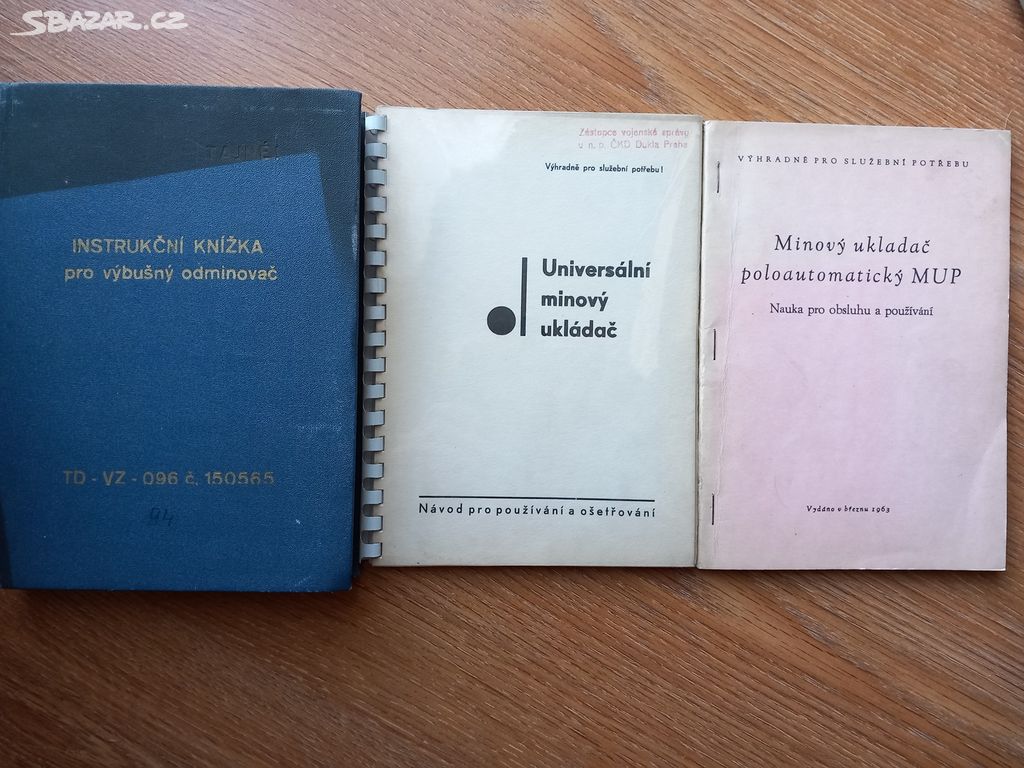 SBAZAR.CZ
TAJNÉ!
INSTRUKČNÍ KNÍŽKA
pro výbušný odminovač
TD - VZ - 096 č. 150565
94
Zástupce vojenské správy
u n. p. ČKD Dukla Praha
Výhradně pro služební potřebu!
Universální
minový
ukládač
Návod pro používání a ošetřování
VÝHRADNĚ PRO SLUŽEBNÍ POTŘEBU
Minový ukladač
poloautomatický MUP
Nauka pro obsluhu a používání
Vydáno v březnu 1963